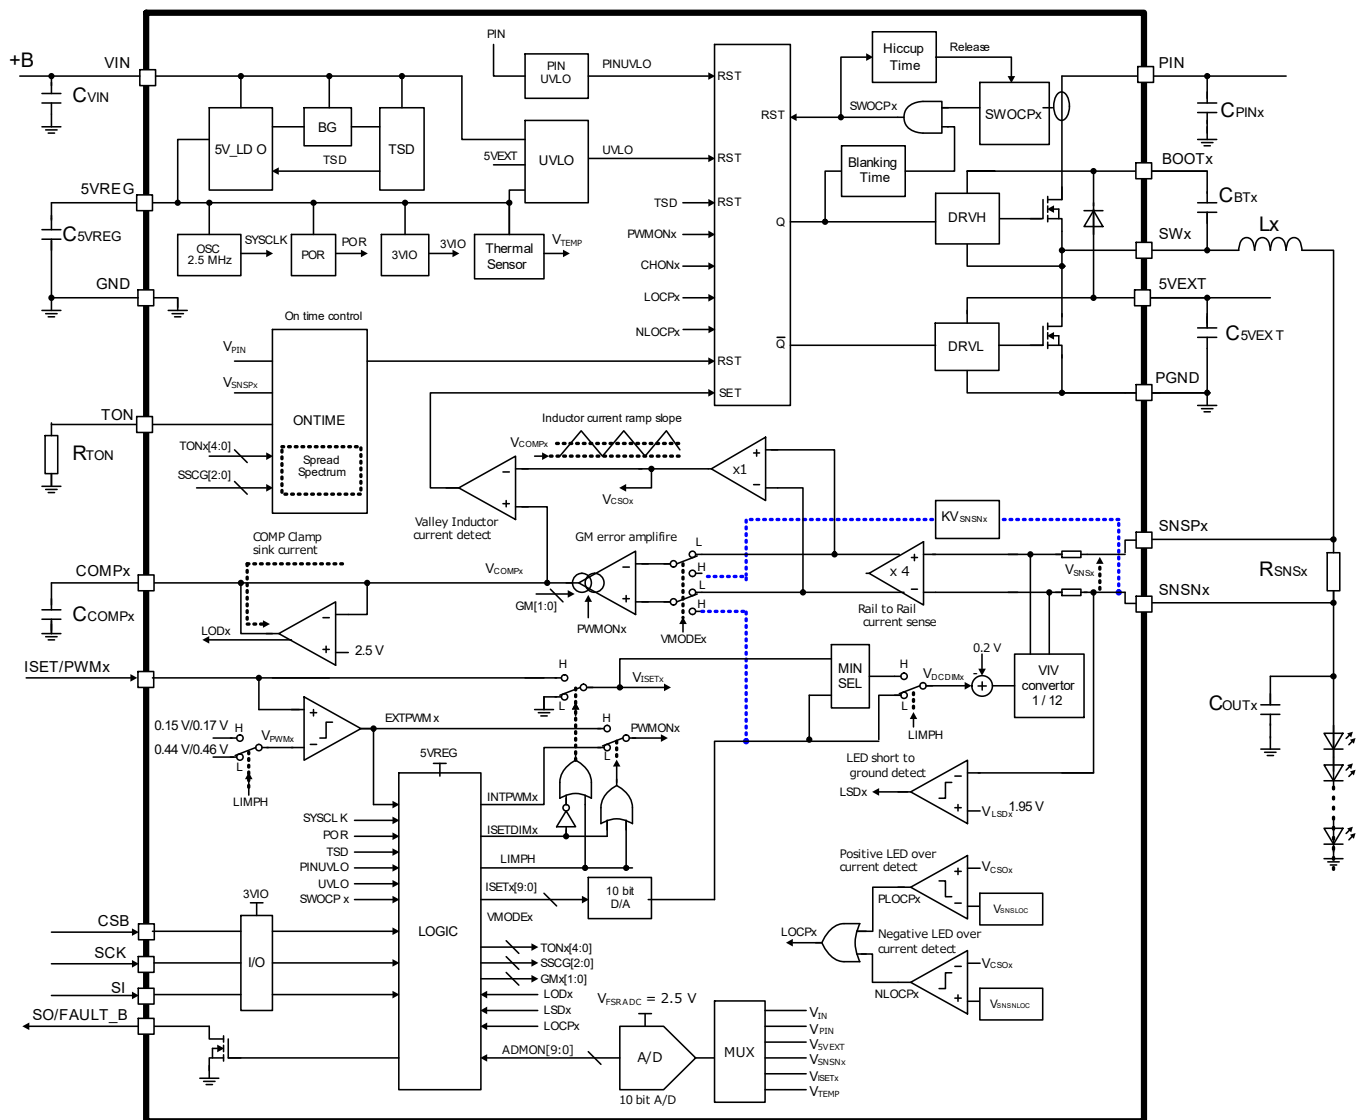 +B
VIN
CVIN
5VREG
C5VREG
GND
TON
RTON
COMPx
CCOMPx
ISET/PWMx
CSB
SCK
SI
SO/FAULT_B
PIN
PIN
UVLO
PINUVLO
5V_LD O
BG
TSD
TSD
5VEXT
UVLO
UVLO
OSC
2.5 MHz
SYSCLK
POR
POR
3VIO
3VIO
Thermal
Sensor
VTEMP
TSD
PWMONx
CHONx
LOCPx
NLOCPx
RST
RST
RST
RST
SET
RST
Q
Q
Hiccup
Time
Release
SWOCPx
SWOCPx
Blanking
Time
DRVH
DRVL
PIN
CPINx
BOOTx
CBTx
SWx
Lx
5VEXT
C5VEXT
PGND
On time control
VPIN
VSNSPx
ONTIME
TONx[4:0]
SSCG[2:0]
Spread
Spectrum
Inductor current ramp slope
VCOMPx
VCSOx
x1
+
−
−
+
Valley Inductor
current detect
COMP Clamp
sink current
LODx
−
+
2.5 V
VCOMPx
GM error amplifire
GM[1:0]
PWMONx
−
+
L
H
L
H
VMODEx
KVSNSNx
x 4
+
−
Rail to Rail
current sense
VSNSx
SNSPx
RSNSx
SNSNx
COUTx
0.15 V/0.17 V
0.44 V/0.46 V
H
L
VPWMx
LIMPH
+
−
EXTPWMx
H
L
VISETx
H
L
PWMONx
MIN
SEL
H
L
VDCDIMx
LIMPH
0.2 V
-
+
VIV
convertor
1 / 12
LED short to
ground detect
LSDx
−
+
VLSDx 1.95 V
5VREG
LOGIC
SYSCLK
POR
TSD
PINUVLO
UVLO
SWOCP x
INTPWMx
ISETDIMx
LIMPH
ISETx[9:0]
VMODEx
10 bit
D/A
TONx[4:0]
SSCG[2:0]
GMx[1:0]
LODx
LSDx
LOCPx
ADMON[9:0]
3VIO
I/O
VFSRADC = 2.5 V
A/D
10 bit A/D
MUX
VIN
VPIN
V5VEXT
VSNSNx
VISETx
VTEMP
Positive LED over
current detect
PLOCPx
+
−
VCSOx
VSNSLOC
LOCPx
Negative LED over
current detect
NLOCPx
−
+
VCSOx
VSNSNLOC